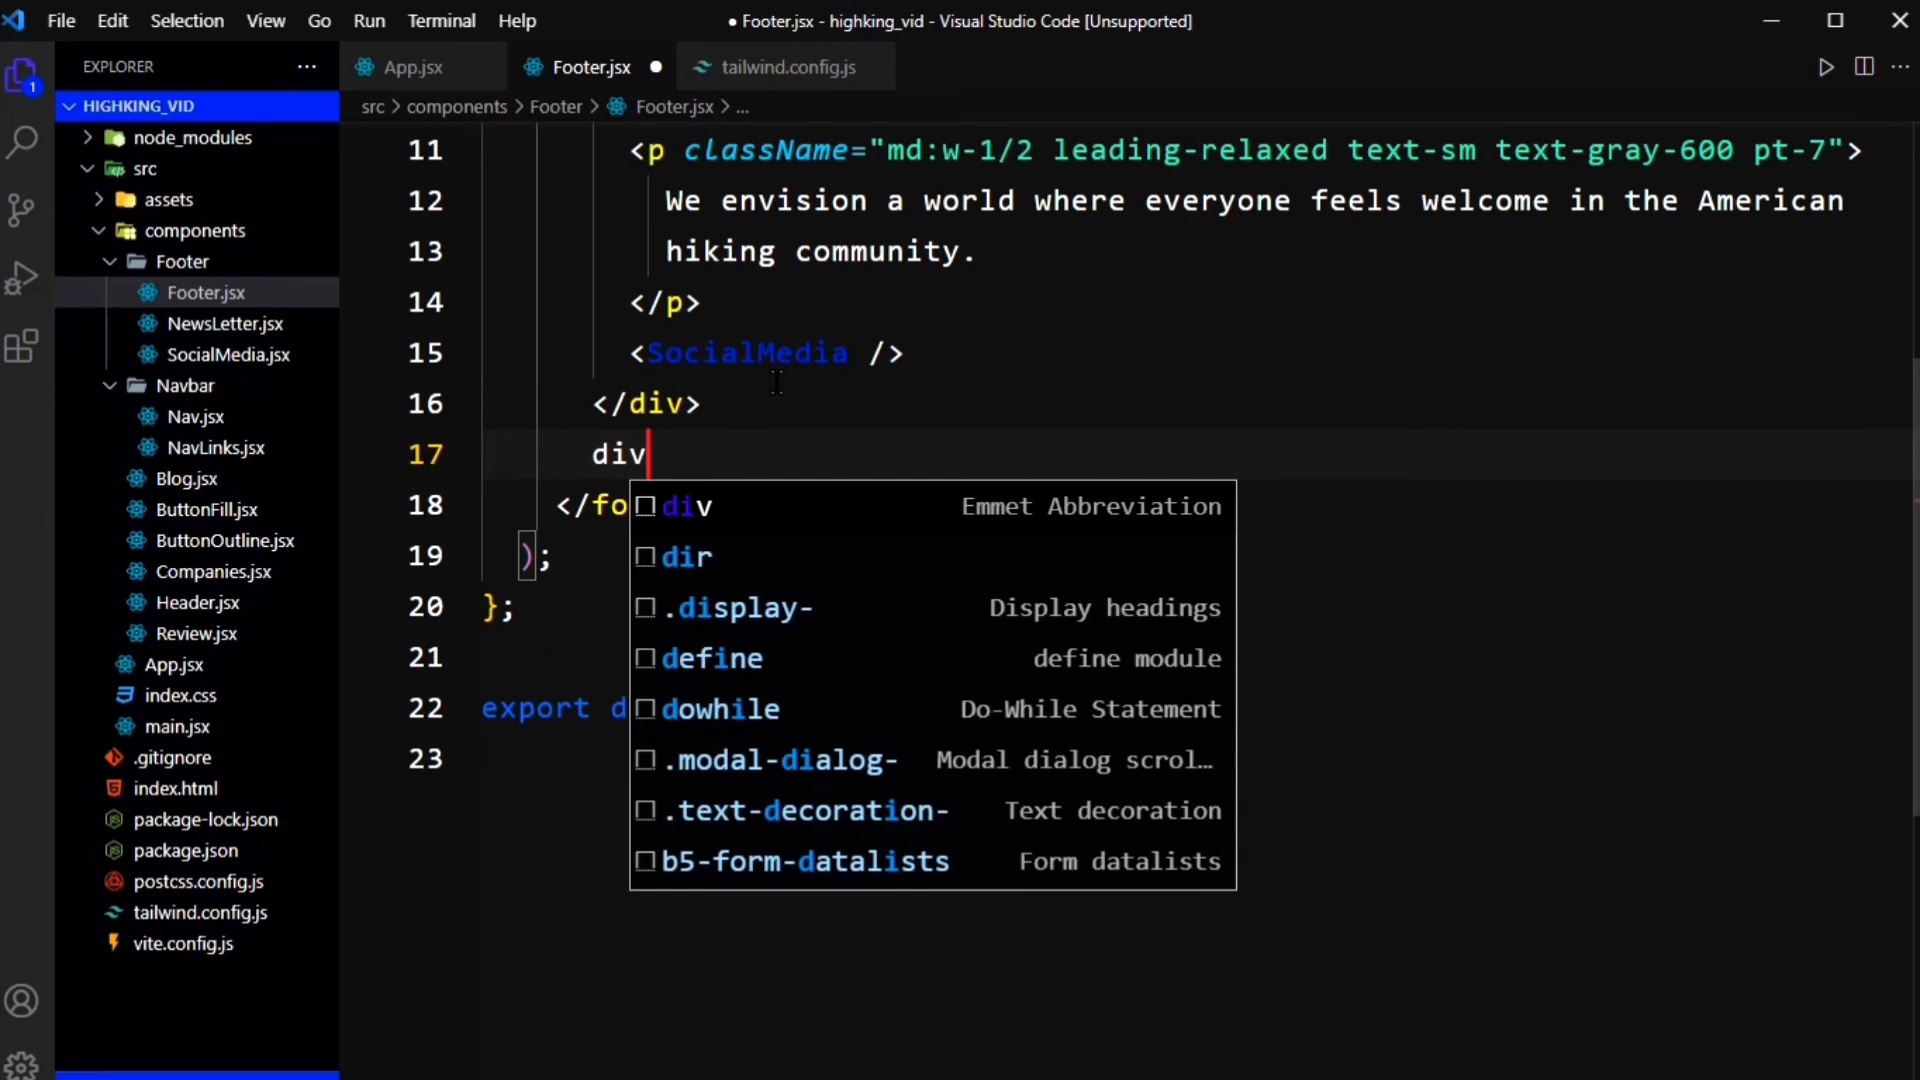 File Edit Selection View Go Run Terminal Help ● Footer.jsx - highking_vid - Visual Studio Code [Unsupported]
EXPLORER ...
1
HIGHKING_VID
node_modules
src
assets
components
Footer
Footer.jsx
NewsLetter.jsx
SocialMedia.jsx
Navbar
Nav.jsx
NavLinks.jsx
Blog.jsx
ButtonFill.jsx
ButtonOutline.jsx
Companies.jsx
Header.jsx
Review.jsx
App.jsx
index.css
main.jsx
.gitignore
index.html
package-lock.json
package.json
postcss.config.js
tailwind.config.js
vite.config.js
App.jsx Footer.jsx ● tailwind.config.js
src > components > Footer > Footer.jsx > ...
11 <p className="md:w-1/2 leading-relaxed text-sm text-gray-600 pt-7">
12 We envision a world where everyone feels welcome in the American
13 hiking community.
14 </p>
15 <SocialMedia />
16 </div>
17 div
18 </fo
19 );
20 };
21
22 export d
23
div Emmet Abbreviation
dir
.display- Display headings
define define module
dowhile Do-While Statement
.modal-dialog- Modal dialog scrol…
.text-decoration- Text decoration
b5-form-datalists Form datalists